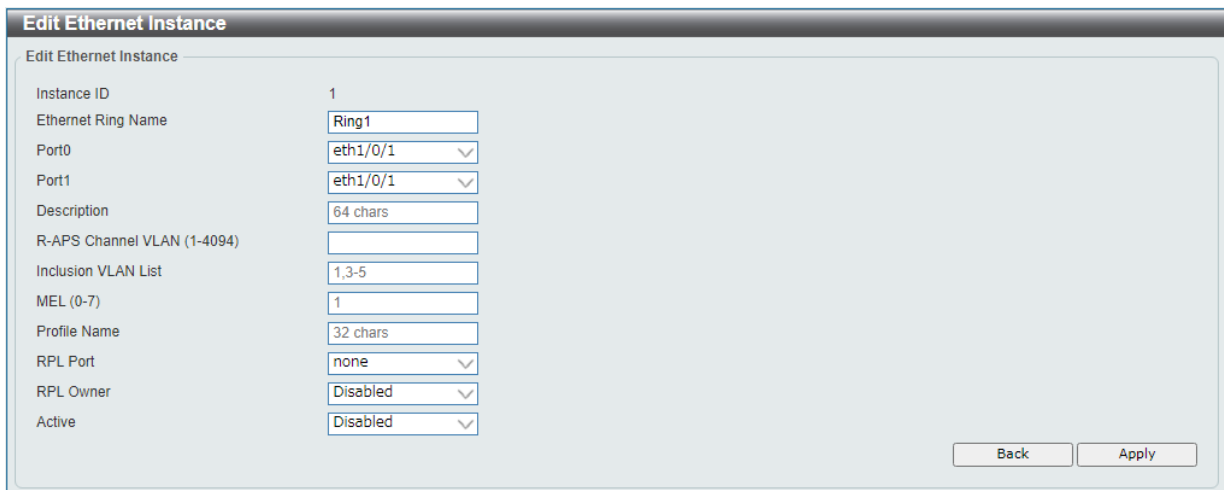 Edit Ethernet Instance
Edit Ethernet Instance
Instance ID 1
Ethernet Ring Name Ring1
Port0 eth1/0/1
Port1 eth1/0/1
Description 64 chars
R-APS Channel VLAN (1-4094)
Inclusion VLAN List 1,3-5
MEL (0-7) 1
Profile Name 32 chars
RPL Port none
RPL Owner Disabled
Active Disabled
Back Apply